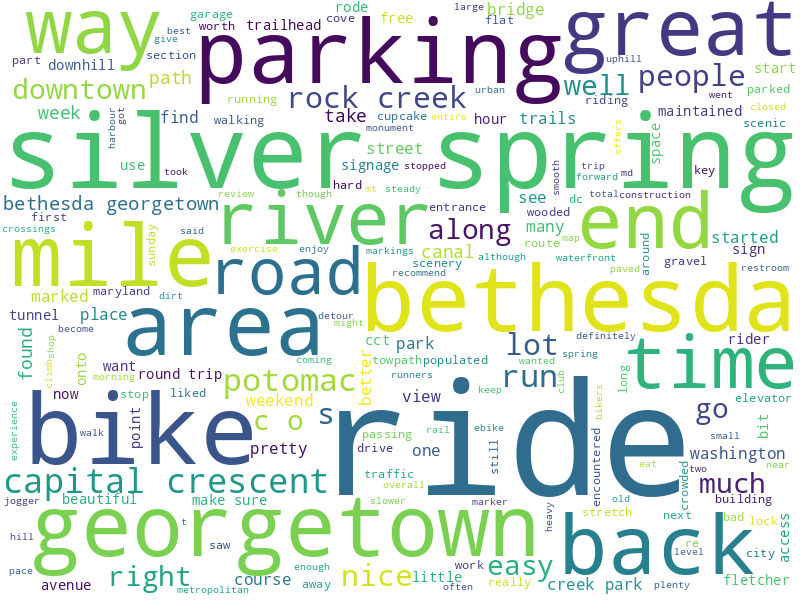 way
parking
great
rode
bridge
garage
worth
trailhead
free
large
flat
best
give
cove
uphill
part
downhill
section
path
well
people
start
downtown
rock creek
urban
went
parked
week
running
find
walking
take
cupcake
hour
trails
riding
maintained
closed
harbour
got
monument
entire
offers
space
scenic
silver spring
use
took
street
signage
stopped
hard
mt
steady
see
smooth
trip
forward
dc
md
key
review
though
total
construction
bethesda georgetown
first
river
entrance
wooded
along
many
end
started
crossings
said
sunday
exercise
enjoy
markings
canal
although
route
map
waterfront
around
gravel
sign
mile
road
scenery
recommend
bethesda
paved
restroom
marked
maryland
dirt
area
tunnel
place
detour
might
definitely
lot
rider
found
onto
become
coming
cct
park
populated
towpath
wanted
spring
time
want
round trip
potomac
better
runners
keep
run
club
long
elevator
climb
shop
morning
now
stop
liked
weekend
view
bikers
go
small
bit
experience
walk
bike
point
c o
s
passing
rail
ebike
ride
one
still
encountered
eat
near
pretty
drive
traffic
washington
crowded
two
capital crescent
overall
old
much
jogger
beautiful
make sure
slower
marker
stretch
building
georgetown
t
heavy
next
bad
lock
access
hill
saw
re
level
city
back
pace
right
course
enough
nice
little
work
easy
creek park
fletcher
avenue
metropolitan
away
often
really
plenty